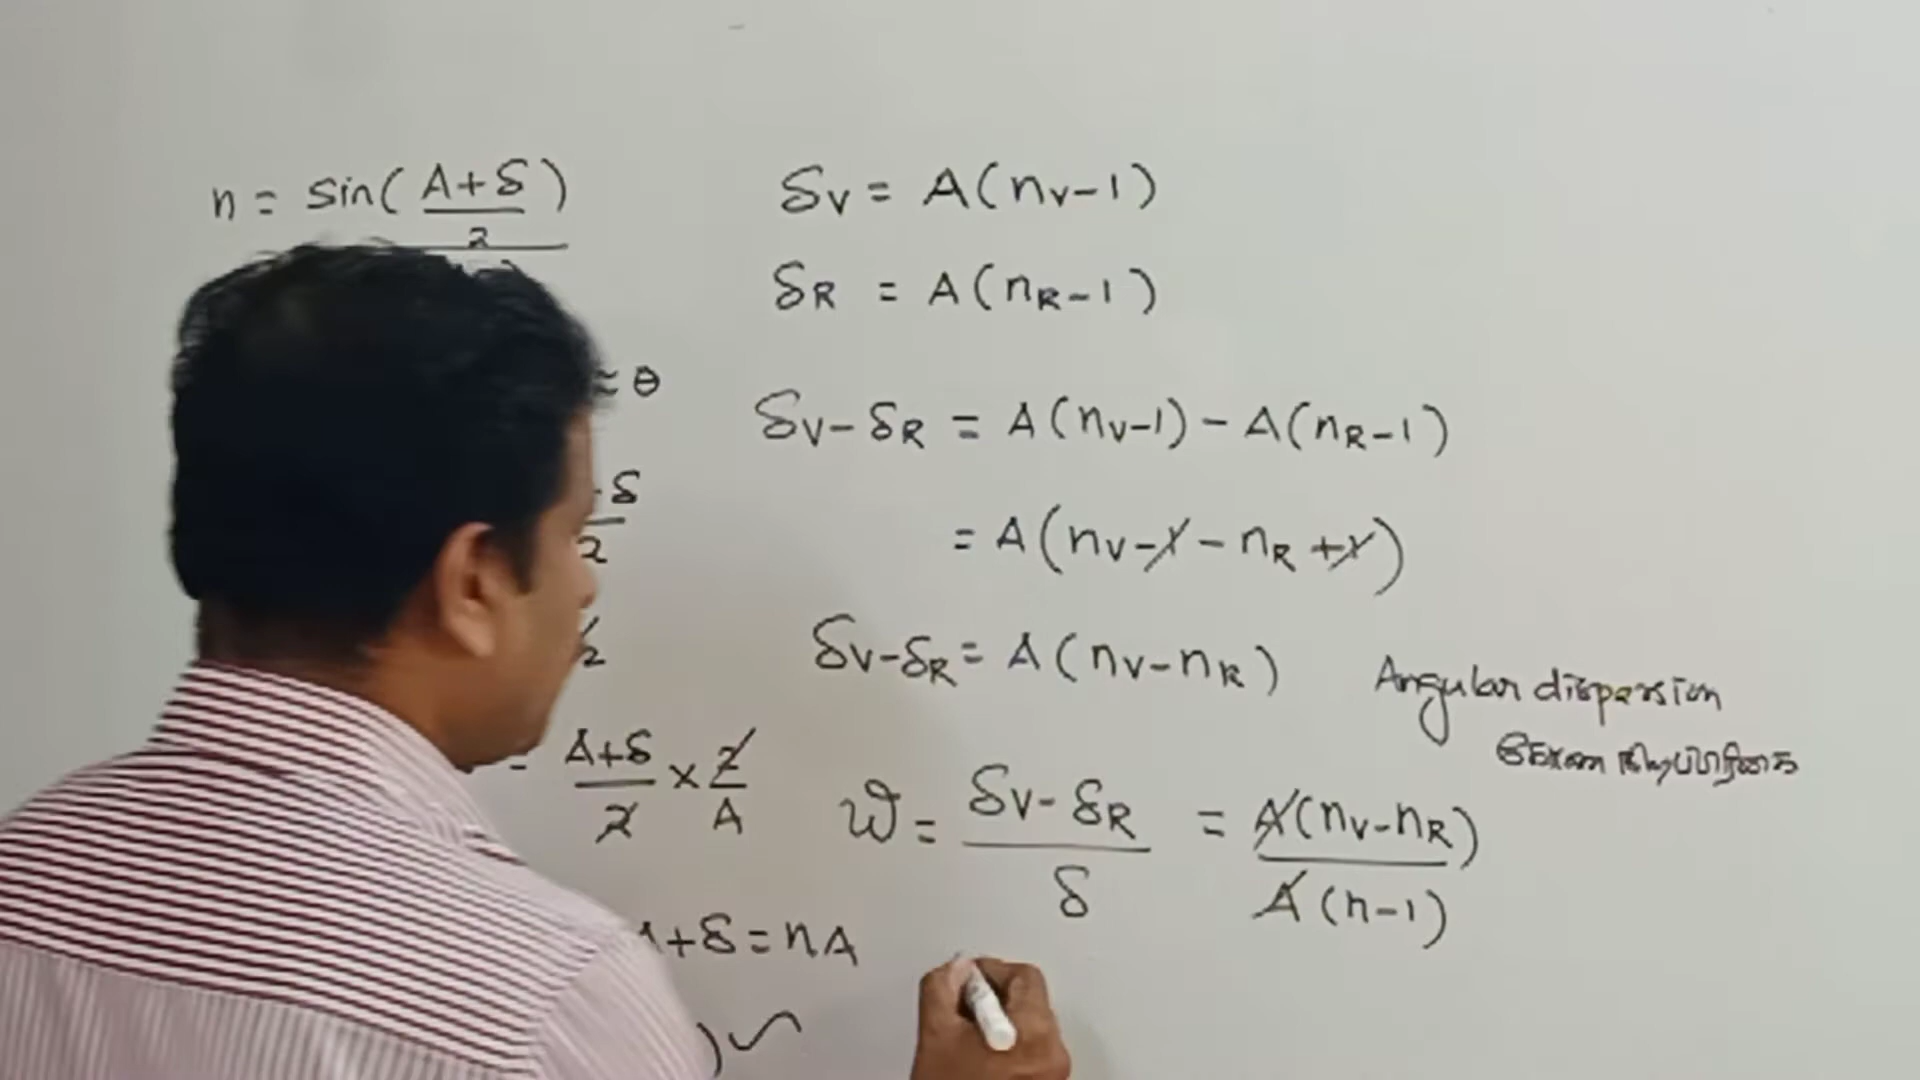 n = sin(A+δ/2)
≈ θ
δ/2
2
= A+δ/2 × 2/A
A+δ = nA
)
δV = A(nV-1)
δR = A(nR-1)
δV-δR = A(nV-1) - A(nR-1)
= A(nV-1-nR+1)
δV-δR = A(nV-nR)
Angular dispersion
ω = δV-δR/δ = A(nV-nR)/A(n-1)